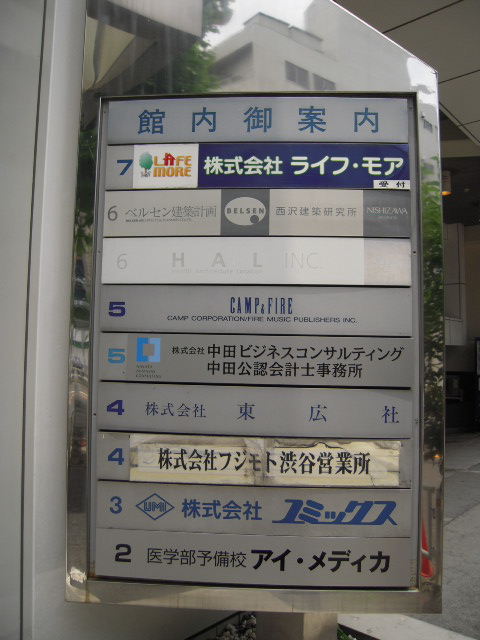 館内御案内
7 LIFE MORE 株式会社 ライフ・モア
受付
6 ベルセン建築計画 BELSEN 西沢建築研究所 NISHIZAWA
6 HAL INC.
5 CAMP & FIRE
CAMP CORPORATION/FIRE MUSIC PUBLISHERS INC.
5 株式会社 中田ビジネスコンサルティング
中田公認会計士事務所
4 株式会社 東広社
4 株式会社フジモト渋谷営業所
3 UMI 株式会社 ユミックス
2 医学部予備校 アイ・メディカ